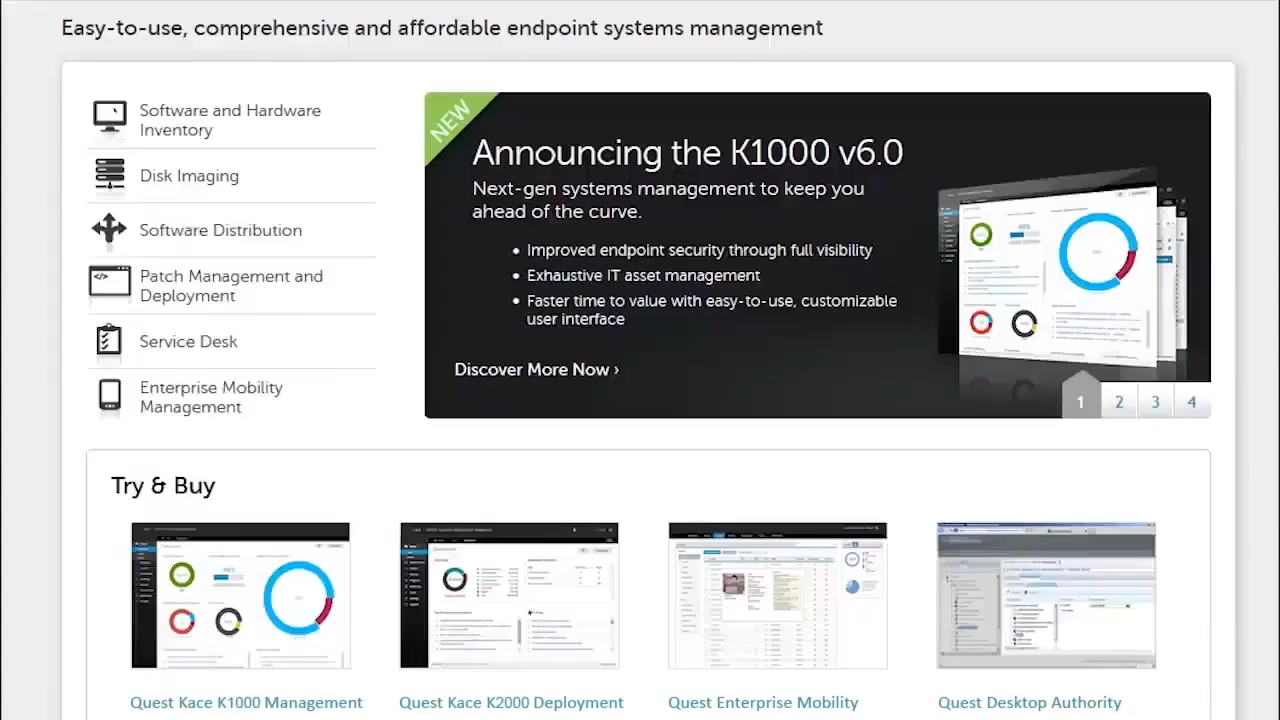 Easy-to-use, comprehensive and affordable endpoint systems management
Software and Hardware
Inventory
Disk Imaging
Software Distribution
Patch Management and
Deployment
Service Desk
Enterprise Mobility
Management
NEW
Announcing the K1000 v6.0
Next-gen systems management to keep you
ahead of the curve.
• Improved endpoint security through full visibility
• Exhaustive IT asset management
• Faster time to value with easy-to-use, customizable
user interface
Discover More Now ›
1 2 3 4
Try & Buy
Quest Kace K1000 Management
Quest Kace K2000 Deployment
Quest Enterprise Mobility
Quest Desktop Authority